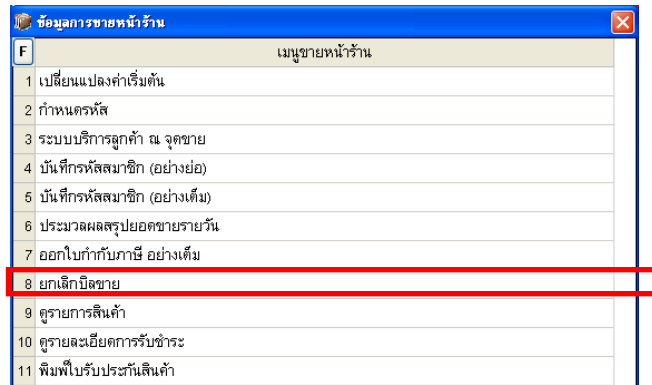 ข้อมูลการขายหน้าร้าน
F เมนูขายหน้าร้าน
1 เปลี่ยนแปลงค่าเริ่มต้น
2 กำหนดรหัส
3 ระบบบริการลูกค้า ณ จุดขาย
4 บันทึกรหัสสมาชิก (อย่างย่อ)
5 บันทึกรหัสสมาชิก (อย่างเต็ม)
6 ประมวลผลสรุปยอดขายรายวัน
7 ออกใบกำกับภาษี อย่างเต็ม
8 ยกเลิกบิลขาย
9 ดูรายการสินค้า
10 ดูรายละเอียดการรับชำระ
11 พิมพ์ใบรับประกันสินค้า